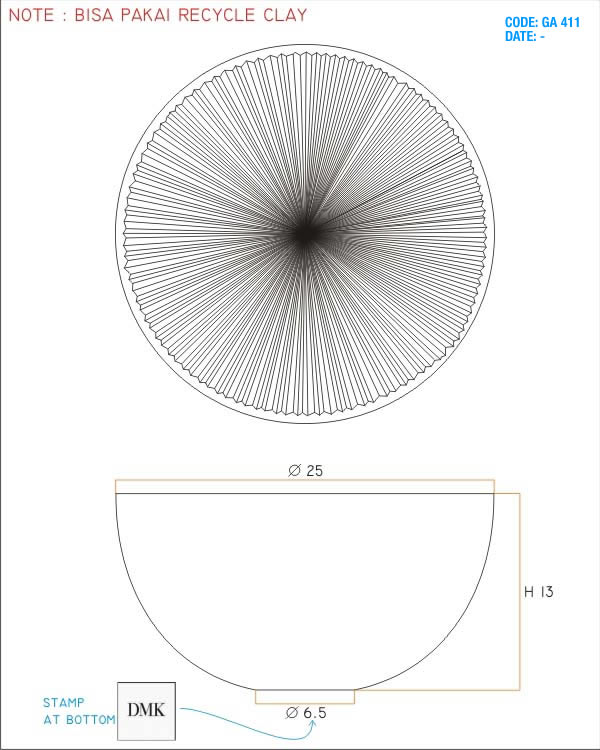 NOTE : BISA PAKAI RECYCLE CLAY
CODE: GA 411
DATE: -
Ø 25
H 13
STAMP
AT BOTTOM
DMK
Ø 6.5